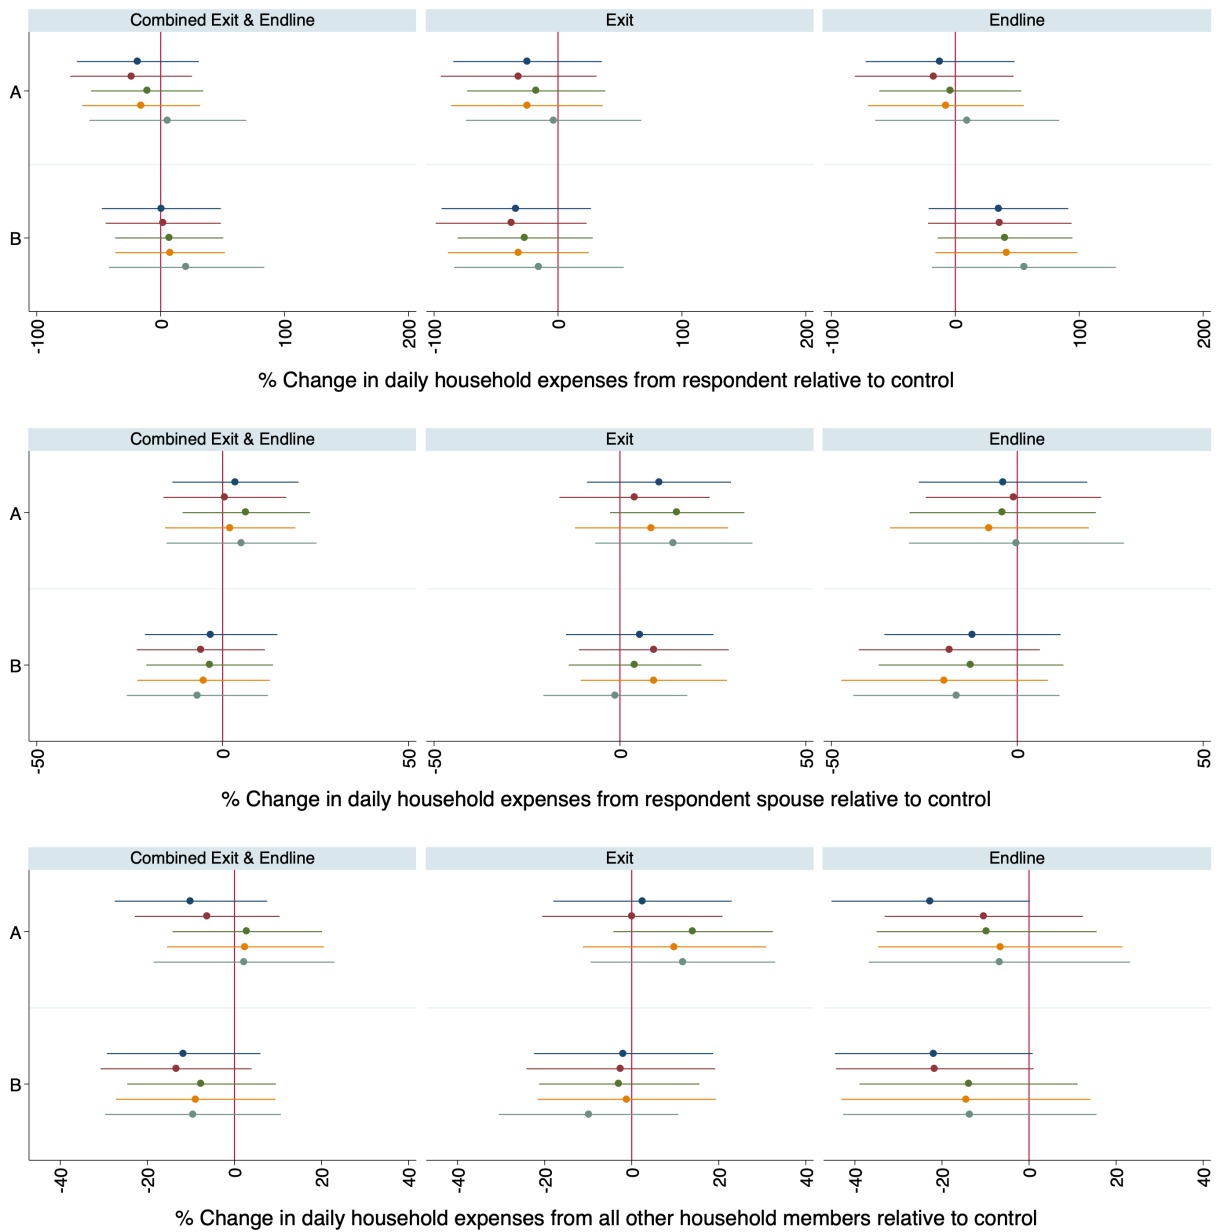 Combined Exit & Endline Exit Endline
A
B
-100 0 100 200 -100 0 100 200 -100 0 100 200
% Change in daily household expenses from respondent relative to control
Combined Exit & Endline Exit Endline
A
B
-50 0 50 -50 0 50 -50 0 50
% Change in daily household expenses from respondent spouse relative to control
Combined Exit & Endline Exit Endline
A
B
-40 -20 0 20 40 -40 -20 0 20 40 -40 -20 0 20 40
% Change in daily household expenses from all other household members relative to control